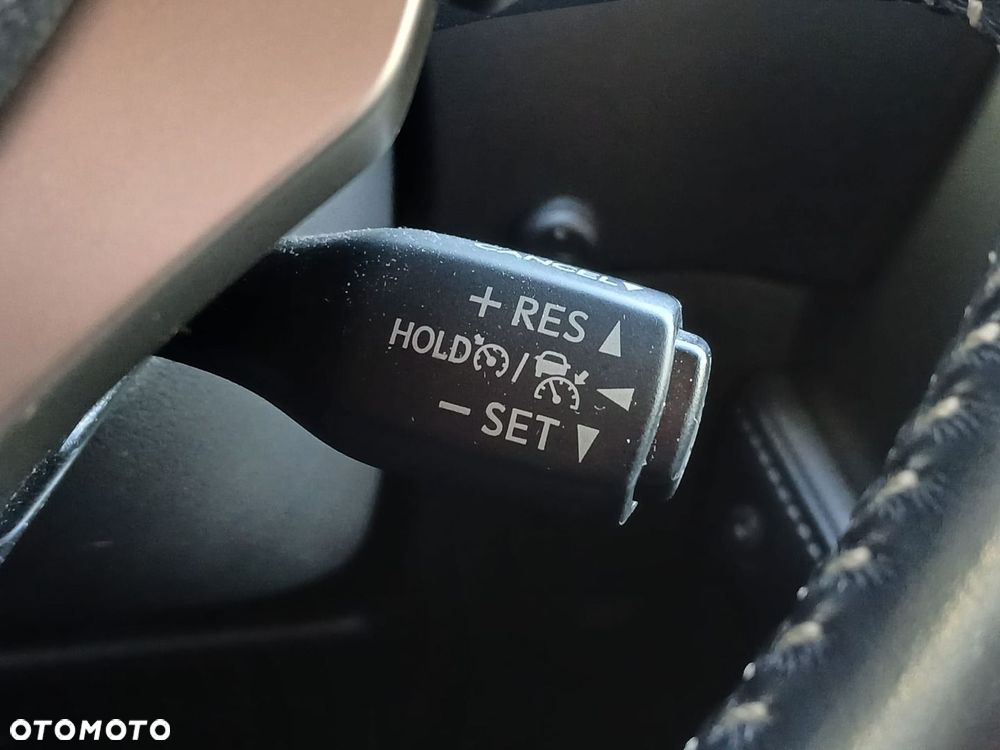 CANCEL
+ RES ▲
HOLD / ◀
- SET ▼
OTOMOTO